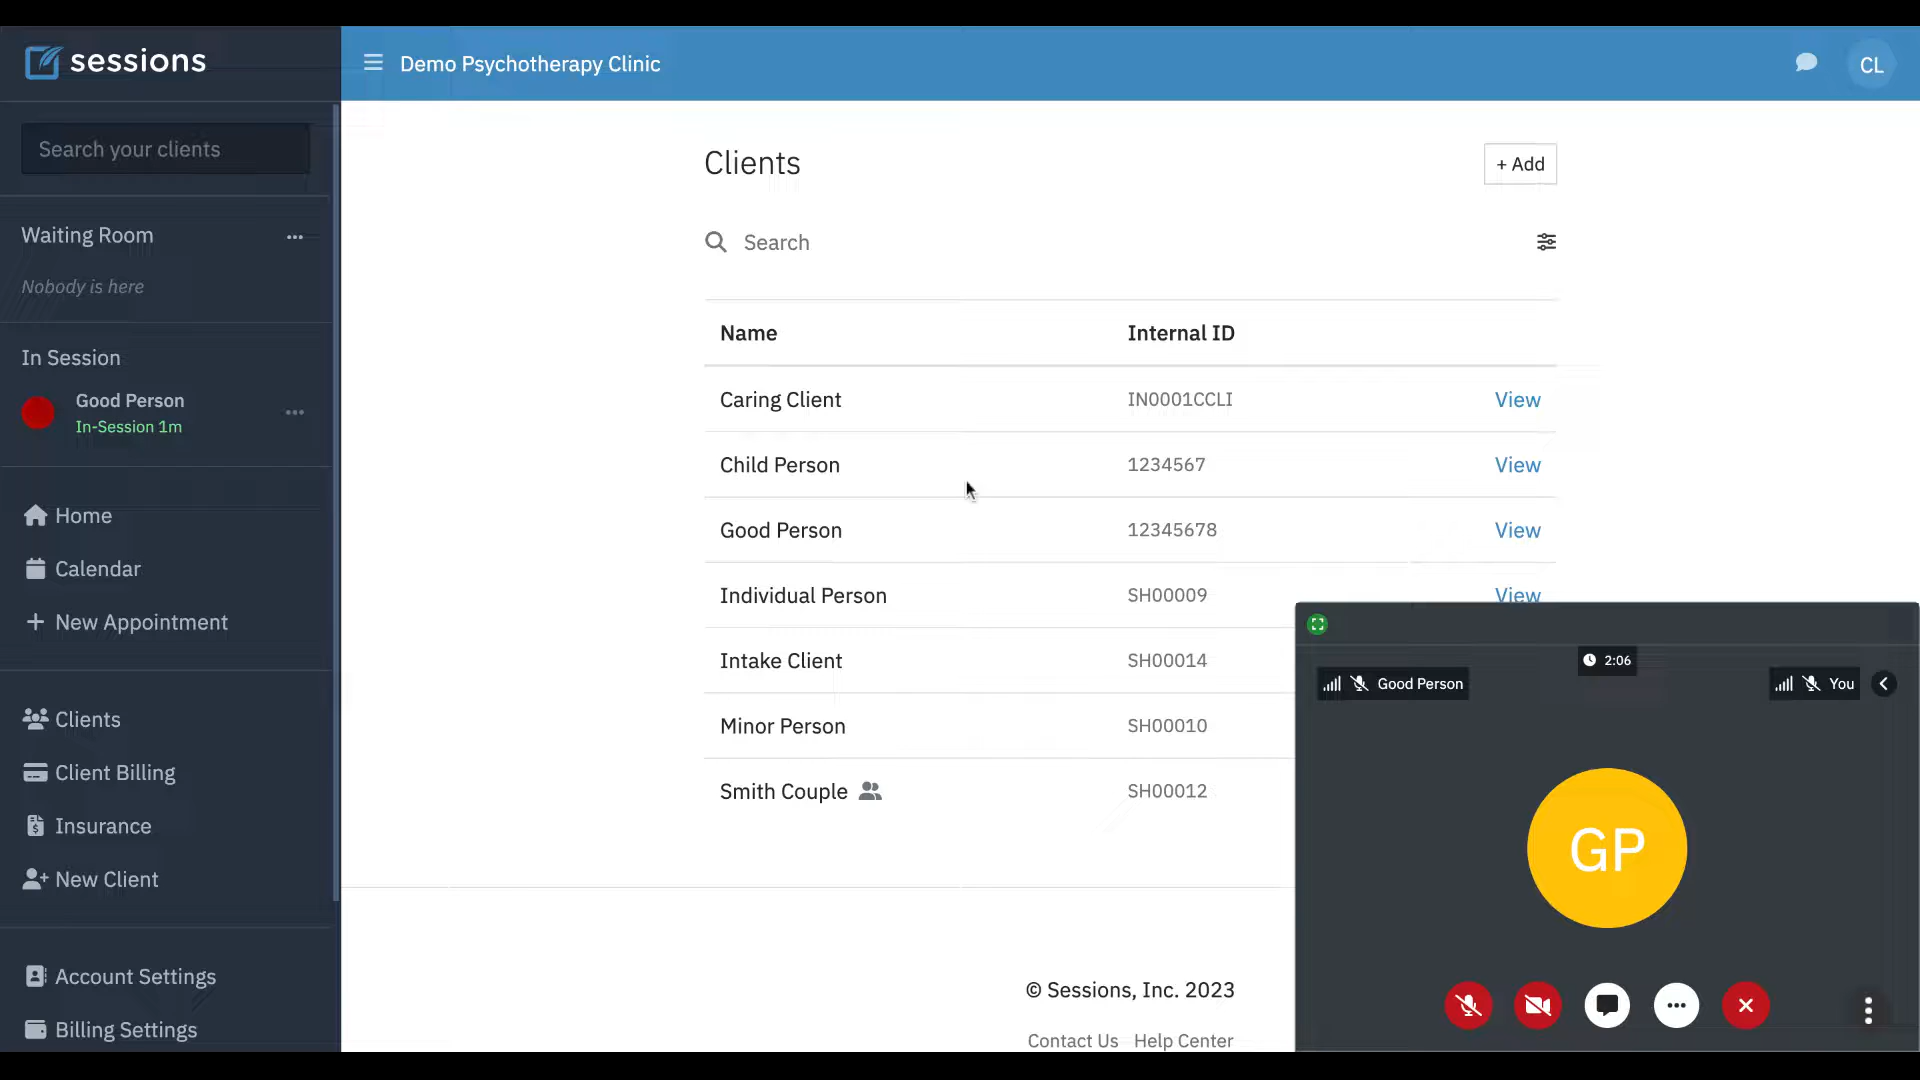 sessions
Demo Psychotherapy Clinic
CL
Search your clients
Waiting Room
Nobody is here
In Session
Good Person
In-Session 1m
Home
Calendar
+ New Appointment
Clients
Client Billing
Insurance
New Client
Account Settings
Billing Settings
Clients
+ Add
Search
Name Internal ID
Caring Client IN0001CCLI View
Child Person 1234567 View
Good Person 12345678 View
Individual Person SH00009 View
Intake Client SH00014
Minor Person SH00010
Smith Couple SH00012
© Sessions, Inc. 2023
Contact Us Help Center
2:06
Good Person You
GP